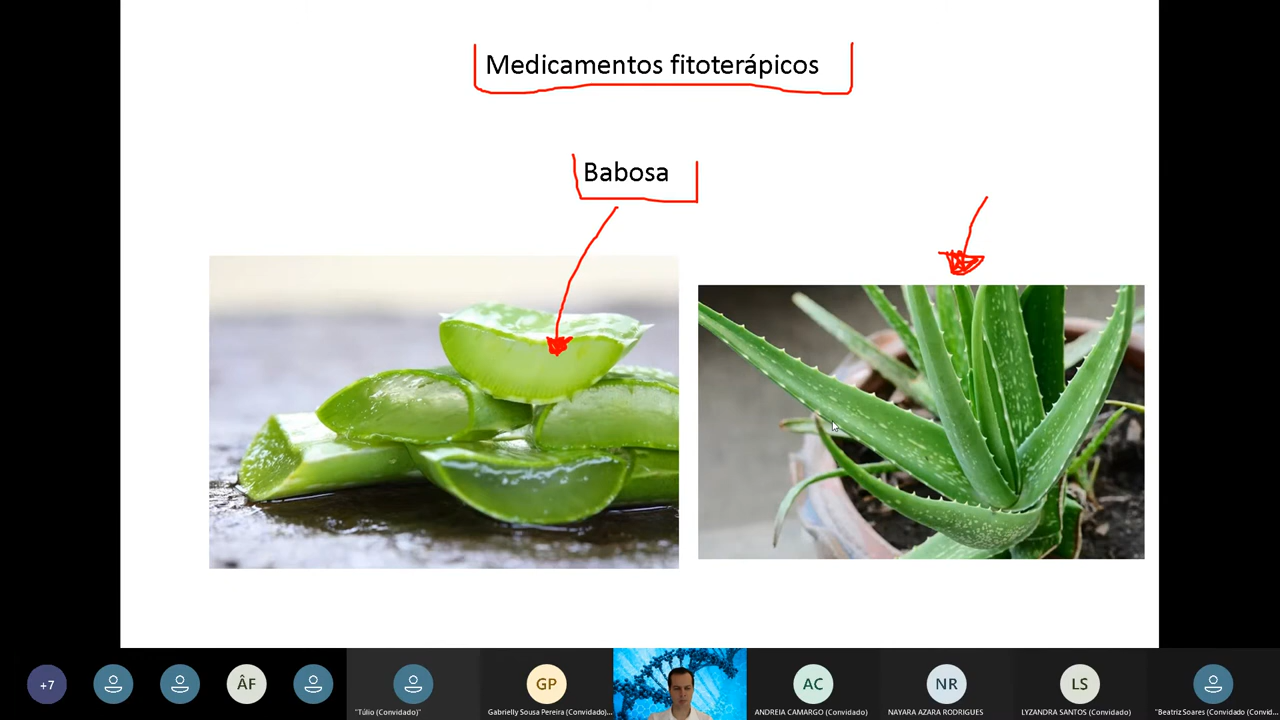 Medicamentos fitoterápicos
Babosa
+7
ÂF
GP
AC
NR
LS
"Túlio (Convidado)"
Gabrielly Sousa Pereira (Convidado)...
ANDREIA CAMARGO (Convidado)
NAYARA AZARA RODRIGUES
LYZANDRA SANTOS (Convidado)
"Beatriz Soares (Convidado) (Convid...